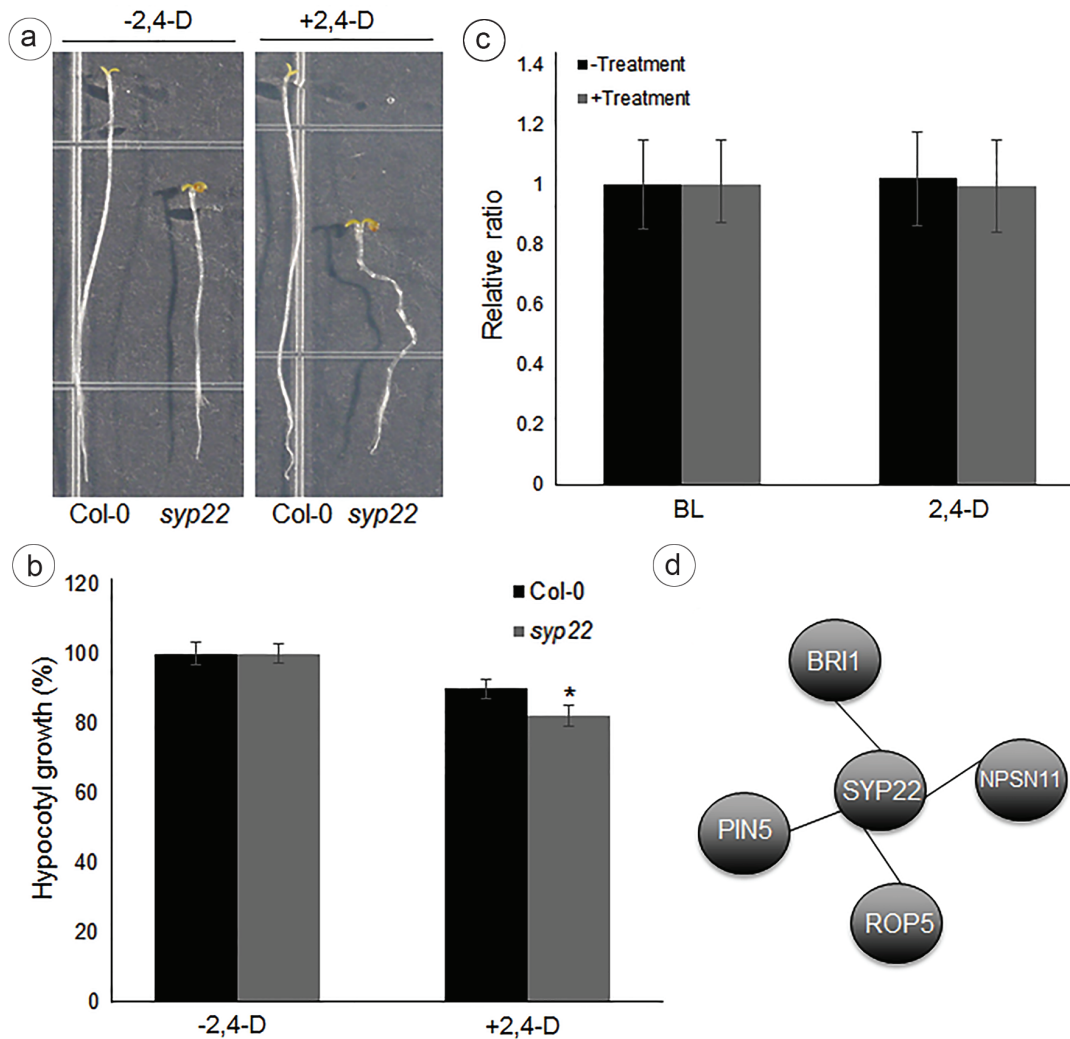 a
-2,4-D
+2,4-D
Col-0
syp22
Col-0
syp22
b
Hypocotyl growth (%)
120
100
80
60
40
20
0
Col-0
syp22
*
-2,4-D
+2,4-D
c
Relative ratio
1.4
1.2
1
0.8
0.6
0.4
0.2
0
-Treatment
+Treatment
BL
2,4-D
d
BRI1
SYP22
NPSN11
PIN5
ROP5